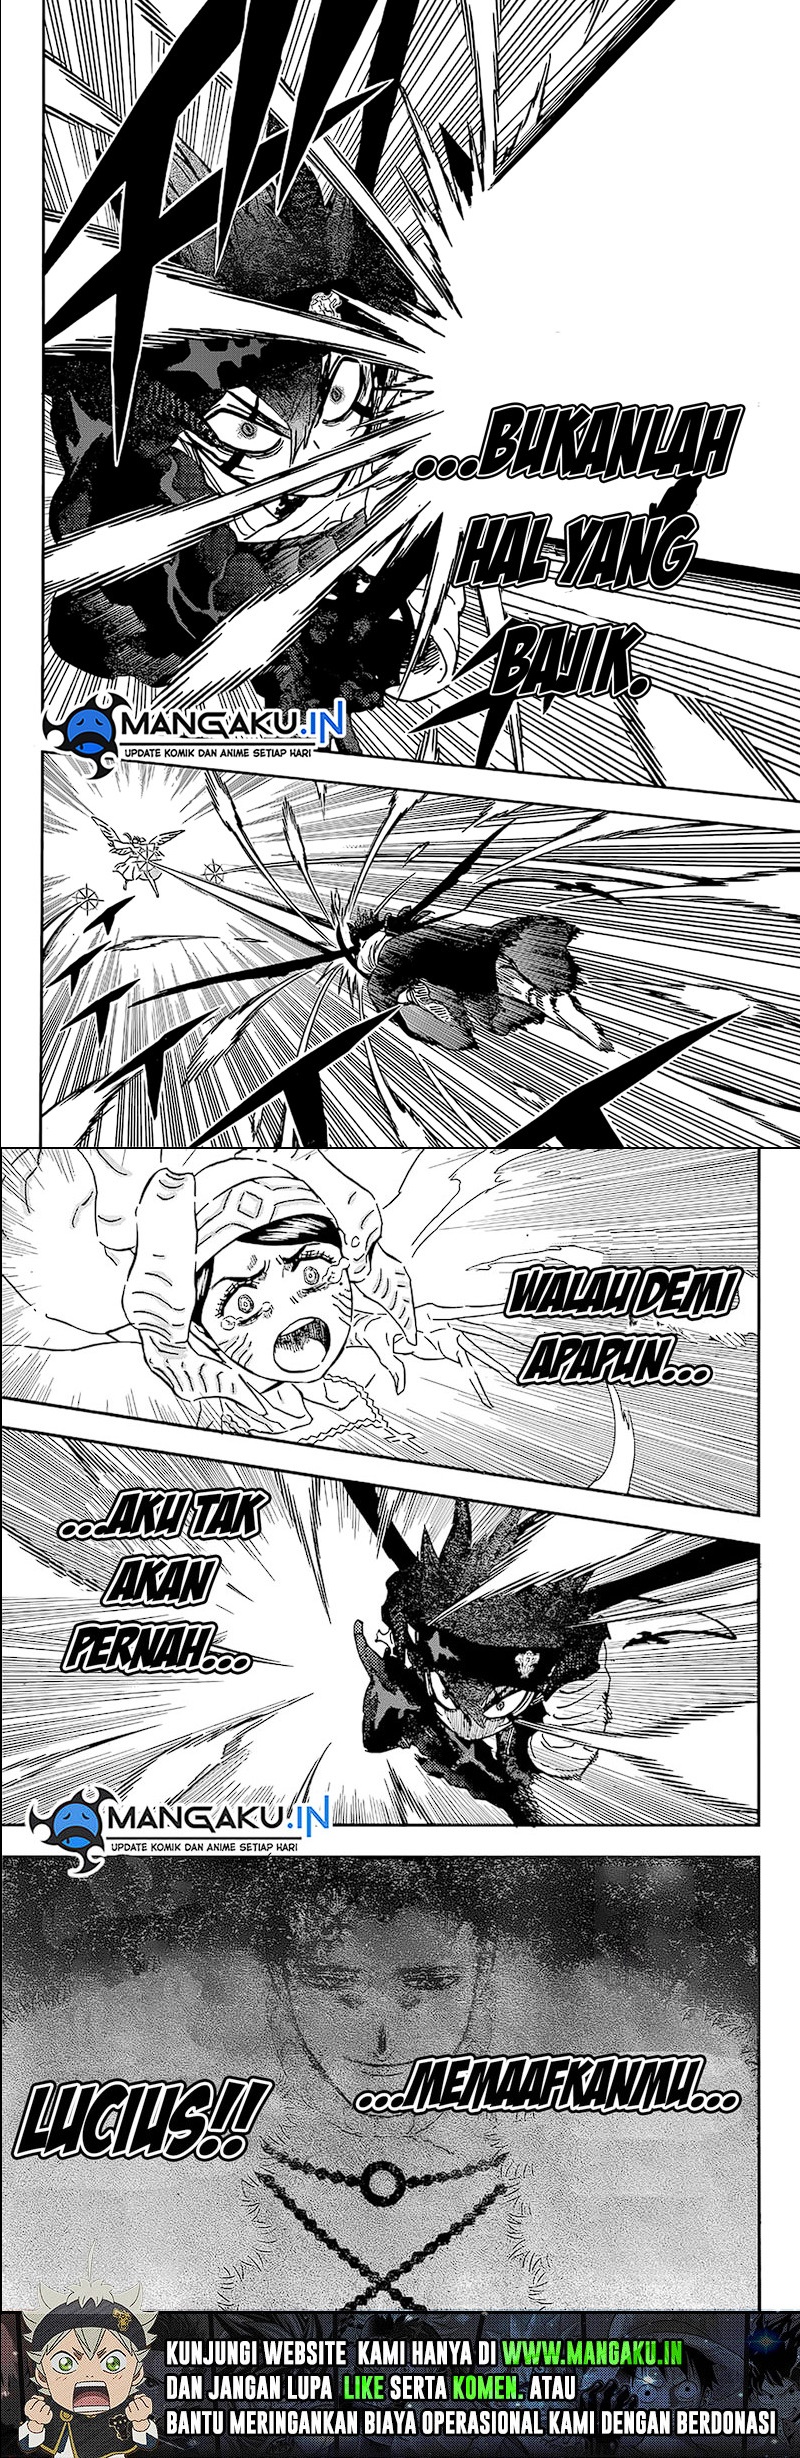 ...BUKANLAH
HAL YANG
BAJIK.
MANGAKU.IN
UPDATE KOMIK DAN ANIME SETIAP HARI
WALAU DEMI
APAPUN...
...AKU TAK
AKAN
PERNAH...
MANGAKU.IN
UPDATE KOMIK DAN ANIME SETIAP HARI
...MEMAAFKANMU...
LUCIUS!!
KUNJUNGI WEBSITE KAMI HANYA DI WWW.MANGAKU.IN
DAN JANGAN LUPA LIKE SERTA KOMEN. ATAU
BANTU MERINGANKAN BIAYA OPERASIONAL KAMI DENGAN BERDONASI